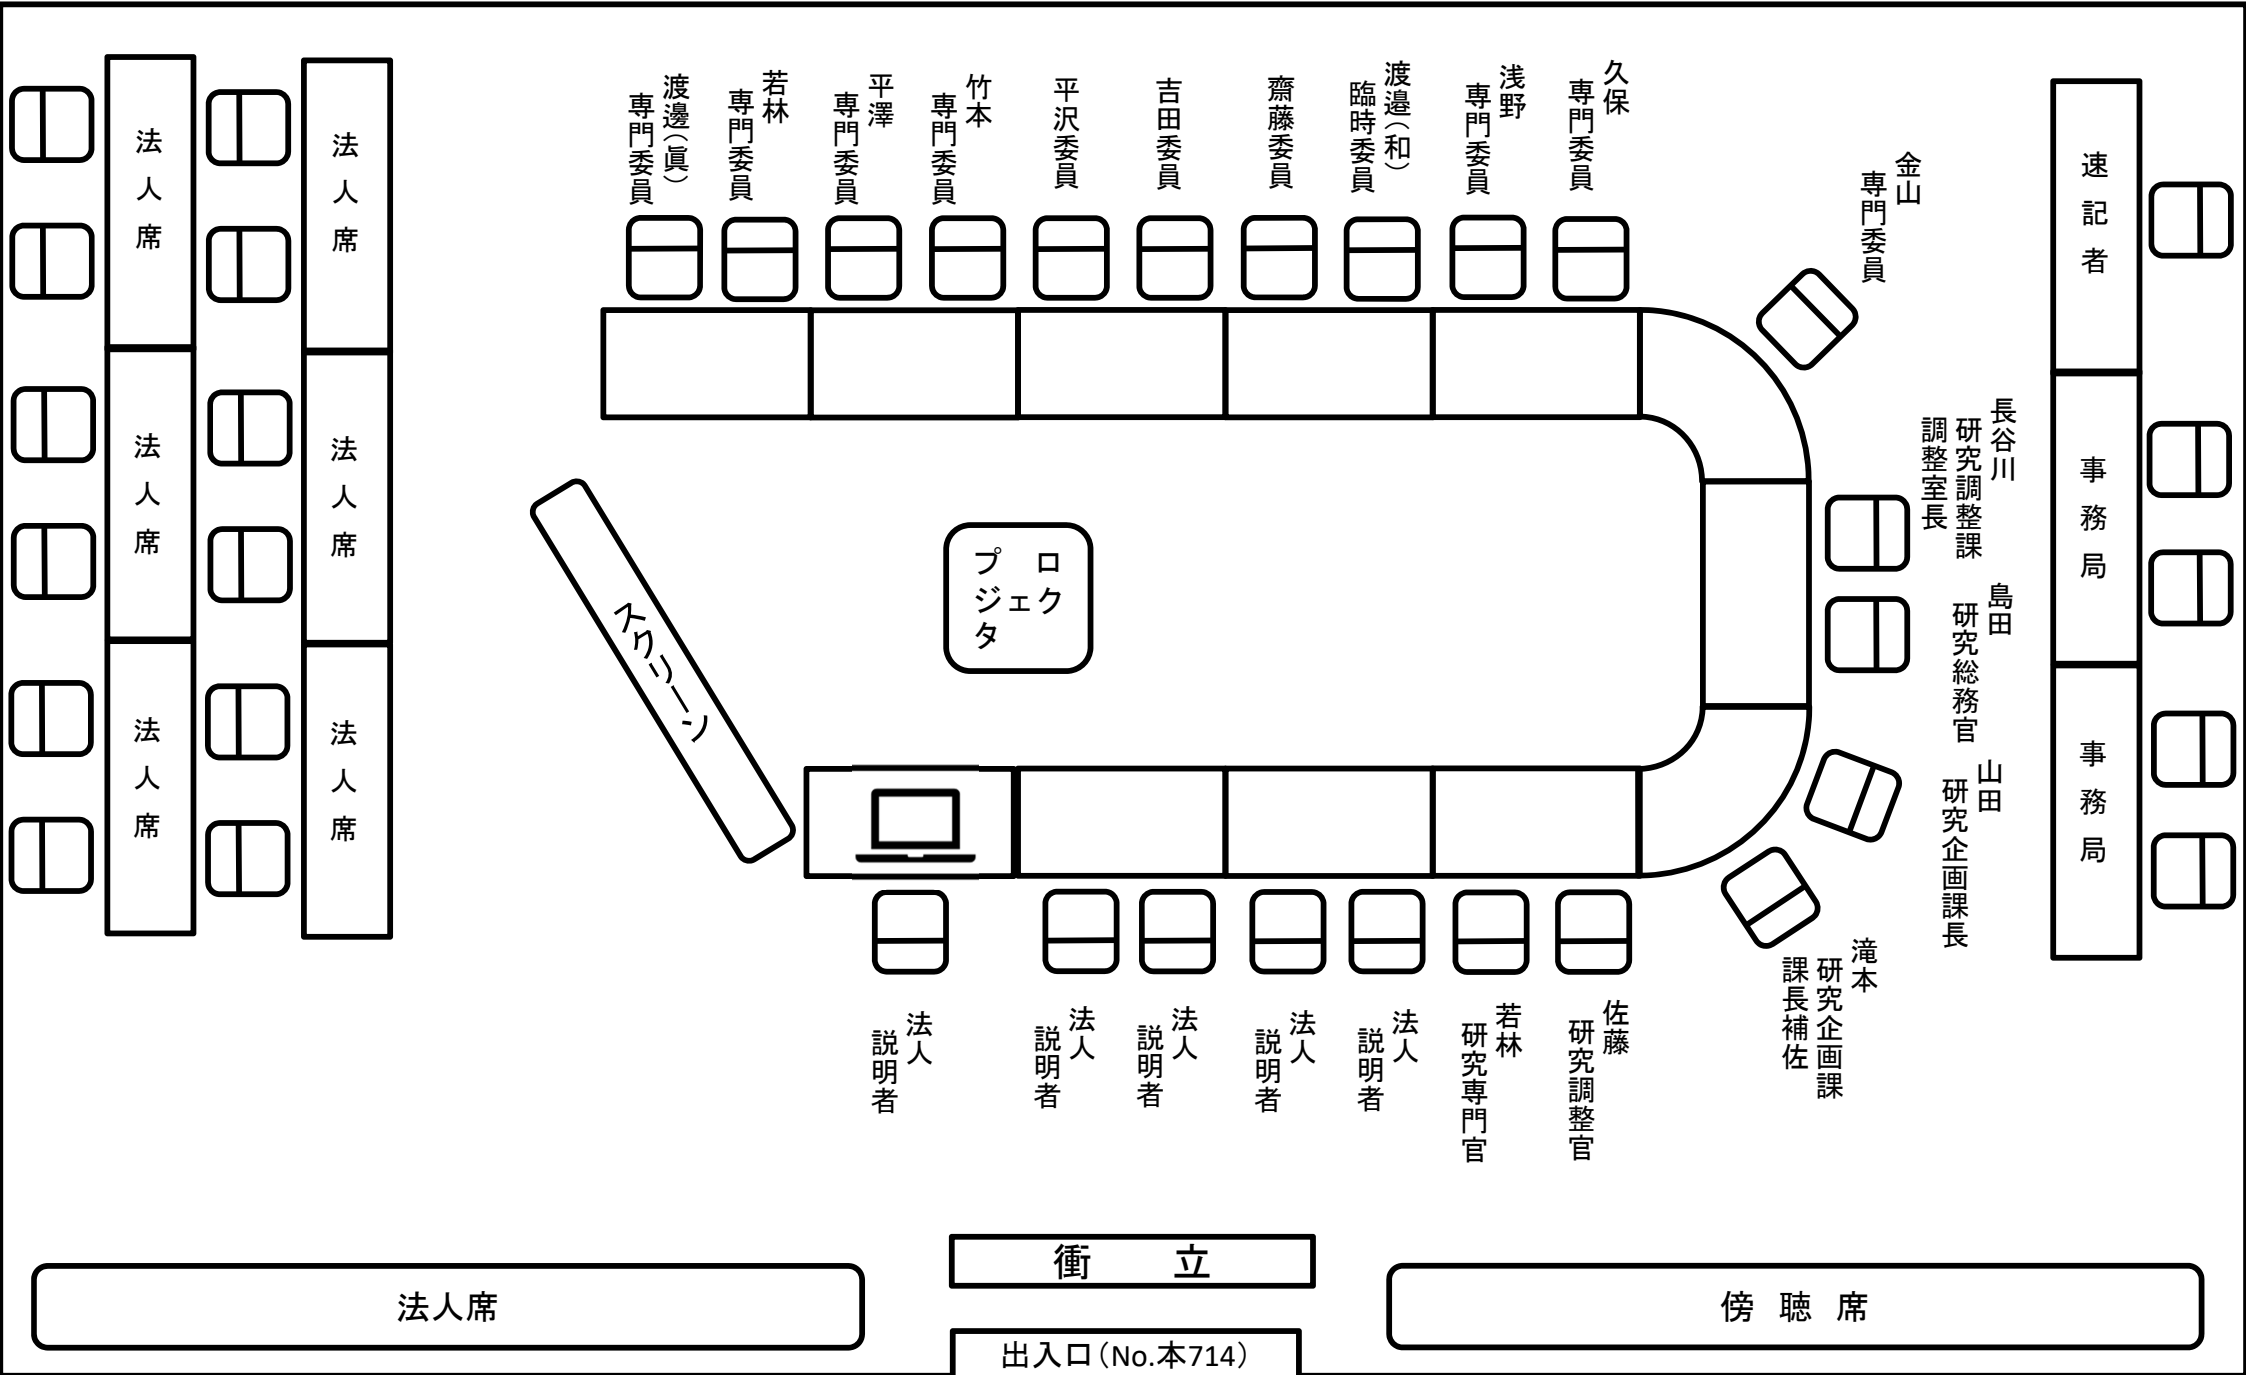 法人席
法人席
渡邊（眞）
専門委員
若林
専門委員
平澤
専門委員
竹本
専門委員
平沢委員
吉田委員
齋藤委員
渡邉（和）
臨時委員
浅野
専門委員
久保
専門委員
金山
専門委員
速記者
法人席
法人席
長谷川
研究調整課
調整室長
島田
研究総務官
山田
研究企画課長
滝本
研究企画課
課長補佐
事務局
プロ
ジェク
タ
スクリーン
法人席
法人席
事務局
法人
説明者
法人
説明者
法人
説明者
法人
説明者
法人
説明者
若林
研究専門官
佐藤
研究調整官
衝　立
法人席
傍　聴　席
出入口（No.本714）